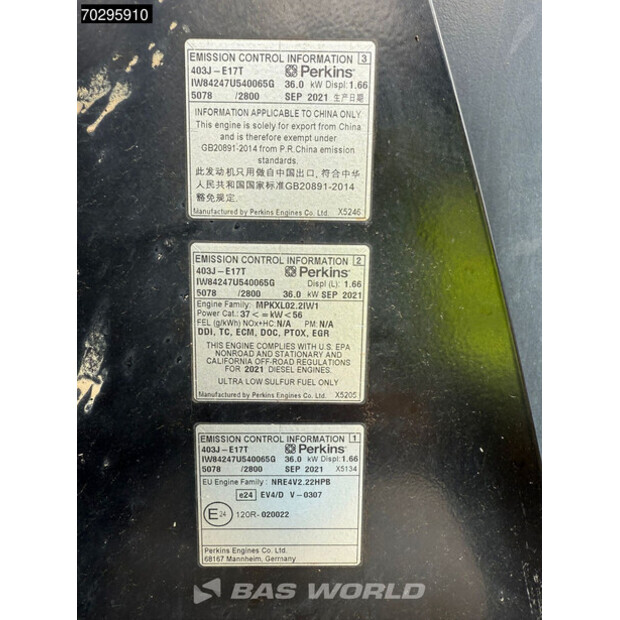 70295910
EMISSION CONTROL INFORMATION 3
403J-E17T Perkins
IW84247U540065G 36.0 kW Displ: 1.66
5078 /2800 SEP 2021 生产日期
INFORMATION APPLICABLE TO CHINA ONLY.
This engine is solely for export from China
and is therefore exempt under
GB20891-2014 from P.R.China emission
standards.
此发动机只用做自中国出口, 符合中华
人民共和国国家标准GB20891-2014
豁免规定.
Manufactured by Perkins Engines Co. Ltd. X5246
EMISSION CONTROL INFORMATION 2
403J-E17T Perkins
IW84247U540065G Displ (L): 1.66
5078 /2800 36.0 kW SEP 2021
Engine Family: MPKXL02.2IW1
Power Cat.: 37<=kW<56
FEL (g/kWh) NOx+HC: N/A PM: N/A
DDI, TC, ECM, DOC, PTOX, EGR
THIS ENGINE COMPLIES WITH U.S. EPA
NONROAD AND STATIONARY AND
CALIFORNIA OFF-ROAD REGULATIONS
FOR 2021 DIESEL ENGINES.
ULTRA LOW SULFUR FUEL ONLY
Manufactured by Perkins Engines Co. Ltd. X5205
EMISSION CONTROL INFORMATION 1
403J-E17T Perkins
IW84247U540065G 36.0 kW Displ: 1.66
5078 /2800 SEP 2021 X5134
EU Engine Family: NRE4V2.22HPB
e24 EV4/D V-0307
E24 120R-020022
Perkins Engines Co. Ltd.
68167 Mannheim, Germany
BAS WORLD